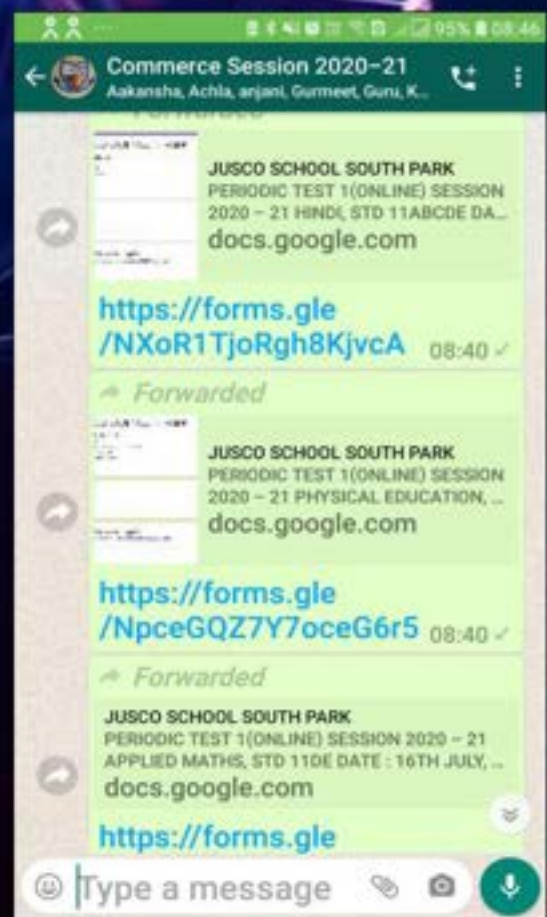 95% 08:46
Commerce Session 2020-21
Aakansha, Achla, anjani, Gurmeet, Guru, K...
Forwarded
JUSCO SCHOOL SOUTH PARK
PERIODIC TEST 1(ONLINE) SESSION
2020 – 21 HINDI, STD 11ABCDE DA...
docs.google.com
https://forms.gle
/NXoR1TjoRgh8KjvcA 08:40
Forwarded
JUSCO SCHOOL SOUTH PARK
PERIODIC TEST 1(ONLINE) SESSION
2020 – 21 PHYSICAL EDUCATION, ...
docs.google.com
https://forms.gle
/NpceGQZ7Y7oceG6r5 08:40
Forwarded
JUSCO SCHOOL SOUTH PARK
PERIODIC TEST 1(ONLINE) SESSION 2020 – 21
APPLIED MATHS, STD 11DE DATE : 16TH JULY, ...
docs.google.com
https://forms.gle
Type a message